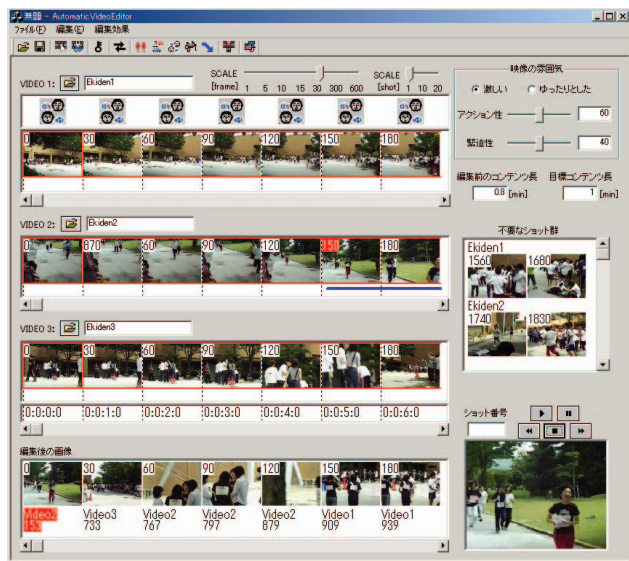 無題 - AutomaticVideoEditor
ファイル(F) 編集(E) 編集効果
VIDEO 1: Ekiden1
SCALE [frame] 1 5 10 15 30 300 600
SCALE [shot] 1 10 20
0 30 60 90 120 150 180
VIDEO 2: Ekiden2
0 870 60 90 120 150 180
VIDEO 3: Ekiden3
0 30 60 90 120 150 180
0:0:0:0 0:0:1:0 0:0:2:0 0:0:3:0 0:0:4:0 0:0:5:0 0:0:6:0
編集後の画像
0 30 60 90 120 150 180
Video2 Video3 Video2 Video2 Video2 Video1 Video1
153 733 767 797 879 909 939
映像の雰囲気
激しい ゆったりとした
アクション性 60
緊迫性 40
編集前のコンテンツ長 目標コンテンツ長
0.8 [min] 1 [min]
不要なショット群
Ekiden1
1560 1680
Ekiden2
1740 1830
ショット番号